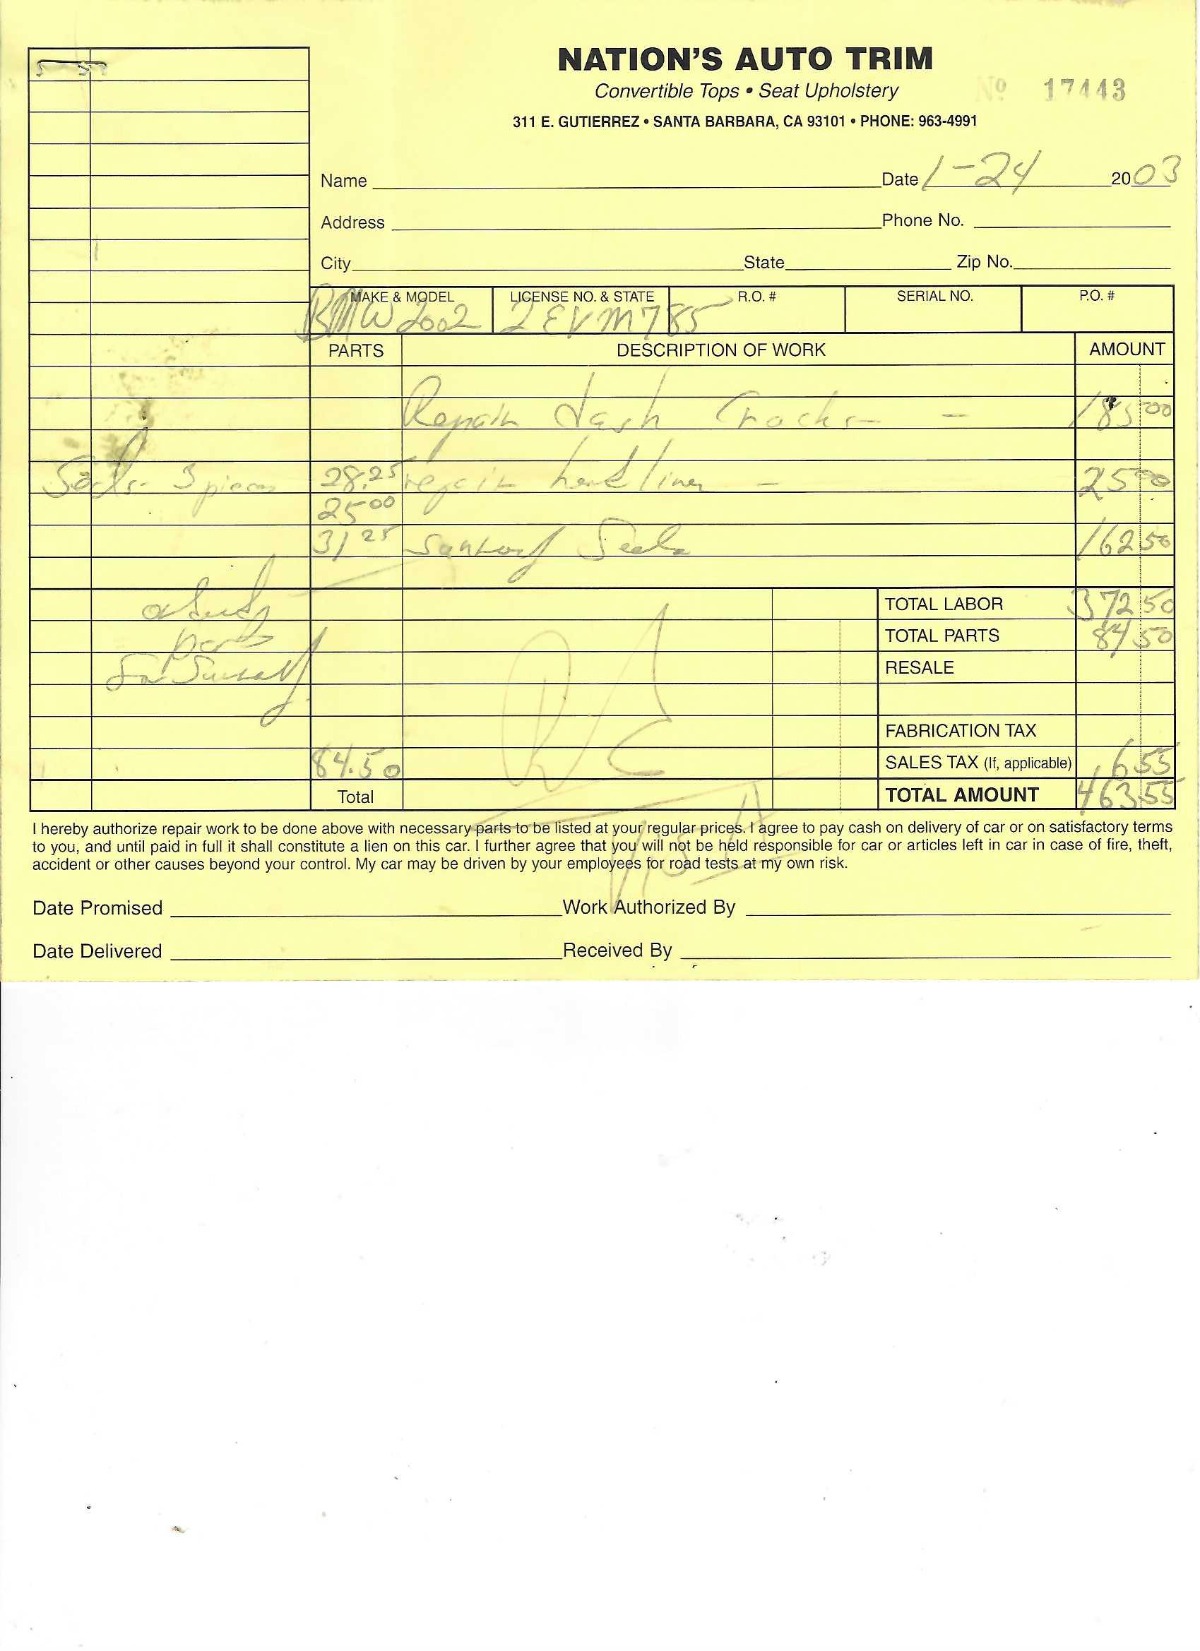 NATION'S AUTO TRIM
Convertible Tops • Seat Upholstery
Nº 17443
311 E. GUTIERREZ • SANTA BARBARA, CA 93101 • PHONE: 963-4991
Name Date 1-24 2003
Address Phone No.
City State Zip No.
MAKE & MODEL LICENSE NO. & STATE R.O. # SERIAL NO. P.O. #
BMW 2002 2EVM785
PARTS DESCRIPTION OF WORK AMOUNT
Repair dash Cracks - 185 00
Seals 3 pieces 28.25 repair headliner - 25 00
25 00
31 25 Sunroof Seals 162 50
TOTAL LABOR 372 50
parts TOTAL PARTS 84 50
for Sunroof RESALE
FABRICATION TAX
84.50 SALES TAX (If, applicable) 6.55
Total TOTAL AMOUNT 463.55
VISA
I hereby authorize repair work to be done above with necessary parts to be listed at your regular prices. I agree to pay cash on delivery of car or on satisfactory terms
to you, and until paid in full it shall constitute a lien on this car. I further agree that you will not be held responsible for car or articles left in car in case of fire, theft,
accident or other causes beyond your control. My car may be driven by your employees for road tests at my own risk.
Date Promised Work Authorized By
Date Delivered Received By